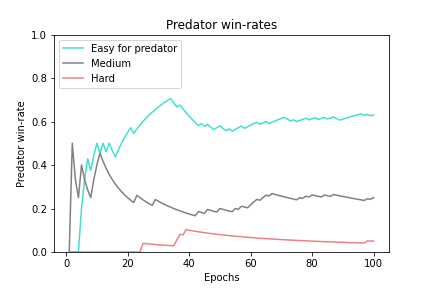 Predator win-rates
Easy for predator
Medium
Hard
Predator win-rate
1.0
0.8
0.6
0.4
0.2
0.0
0 20 40 60 80 100
Epochs